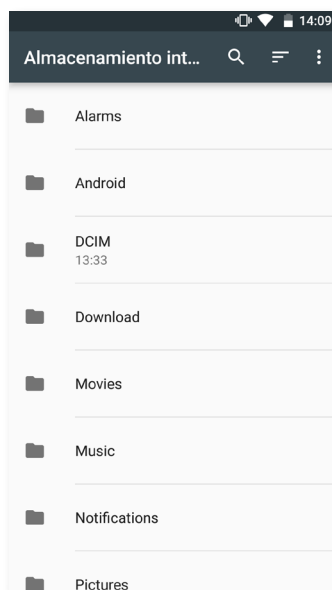 14:09
Almacenamiento int...
Alarms
Android
DCIM
13:33
Download
Movies
Music
Notifications
Pictures